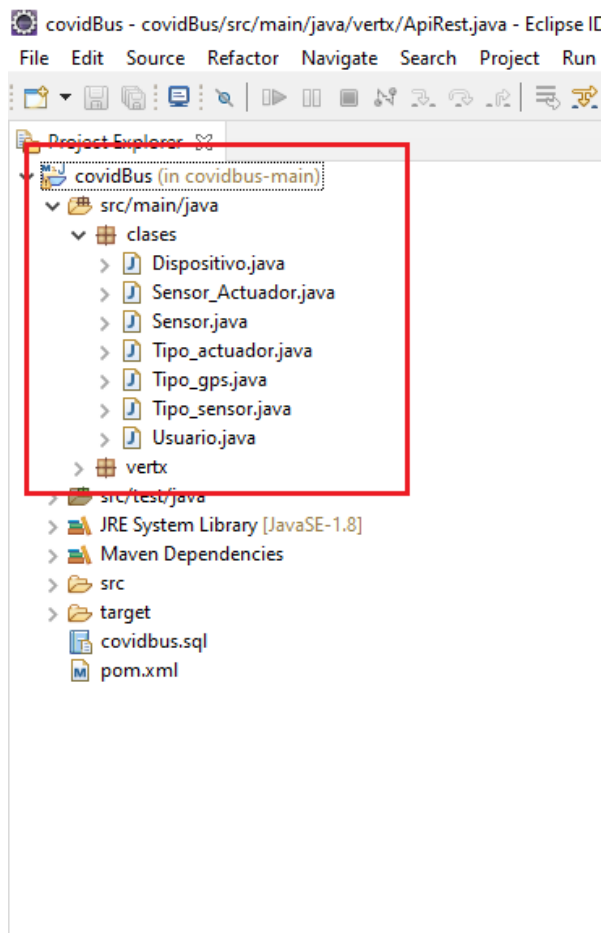 covidBus - covidBus/src/main/java/vertx/ApiRest.java - Eclipse ID
File Edit Source Refactor Navigate Search Project Run
Project Explorer
covidBus (in covidbus-main)
src/main/java
clases
Dispositivo.java
Sensor_Actuador.java
Sensor.java
Tipo_actuador.java
Tipo_gps.java
Tipo_sensor.java
Usuario.java
vertx
src/test/java
JRE System Library [JavaSE-1.8]
Maven Dependencies
src
target
covidbus.sql
pom.xml